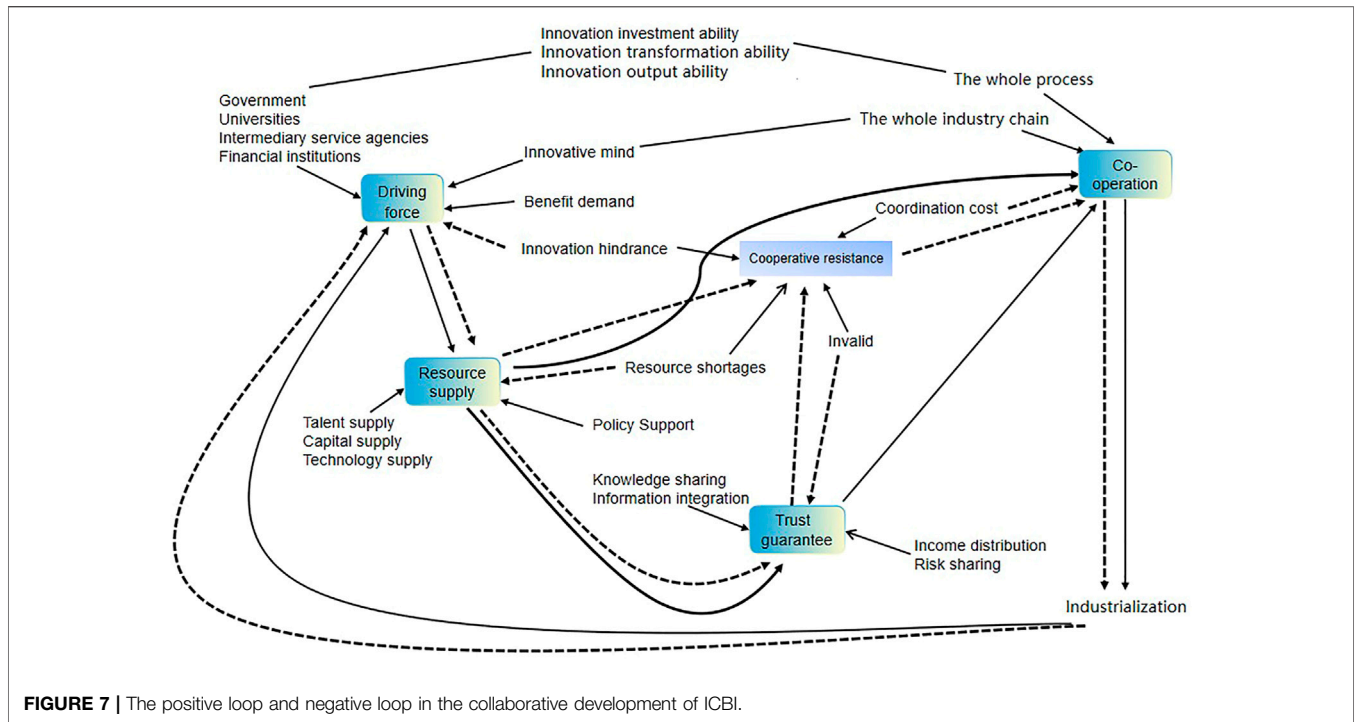 Innovation investment ability
Innovation transformation ability
Innovation output ability
The whole process
Government
Universities
Intermediary service agencies
Financial institutions
The whole industry chain
Innovative mind
Co-
operation
Driving
force
Benefit demand
Coordination cost
Innovation hindrance
Cooperative resistance
Invalid
Resource
supply
Resource shortages
Talent supply
Capital supply
Technology supply
Policy Support
Knowledge sharing
Information integration
Trust
guarantee
Income distribution
Risk sharing
Industrialization
FIGURE 7 | The positive loop and negative loop in the collaborative development of ICBI.